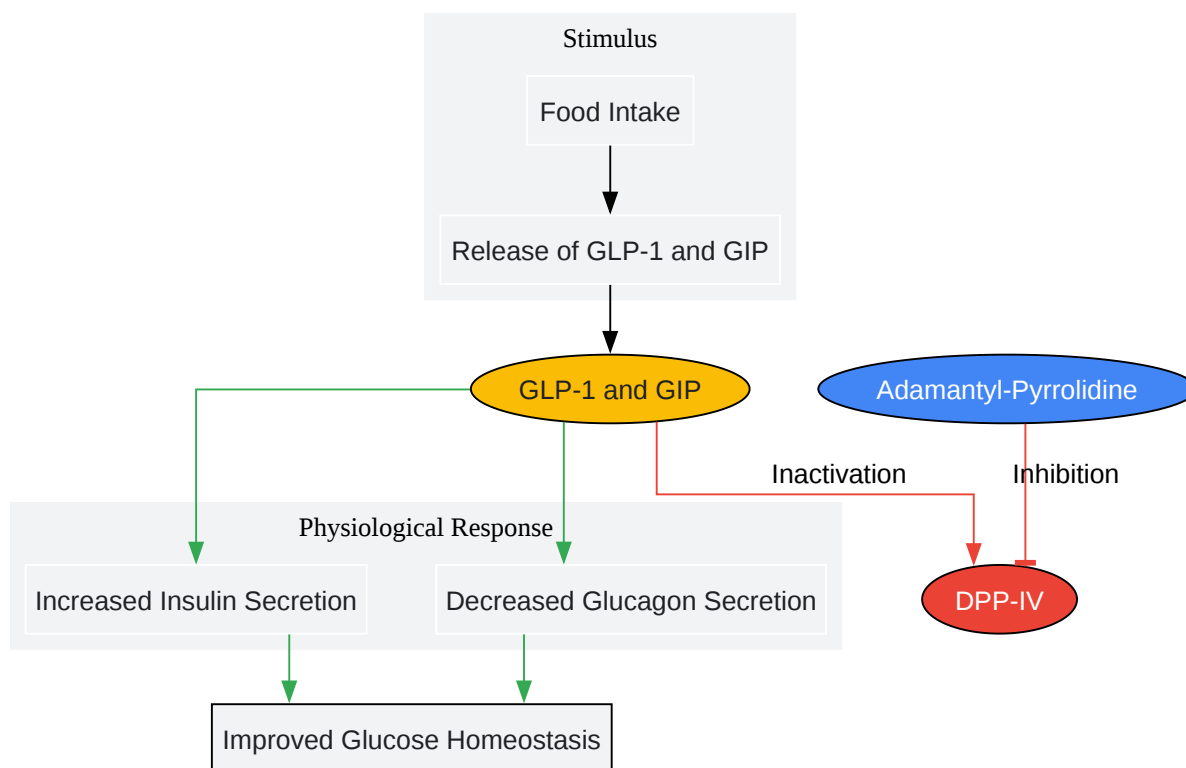 Stimulus
Food Intake
Release of GLP-1 and GIP
GLP-1 and GIP
Adamantyl-Pyrrolidine
Inactivation
Inhibition
Physiological Response
Increased Insulin Secretion
Decreased Glucagon Secretion
DPP-IV
Improved Glucose Homeostasis